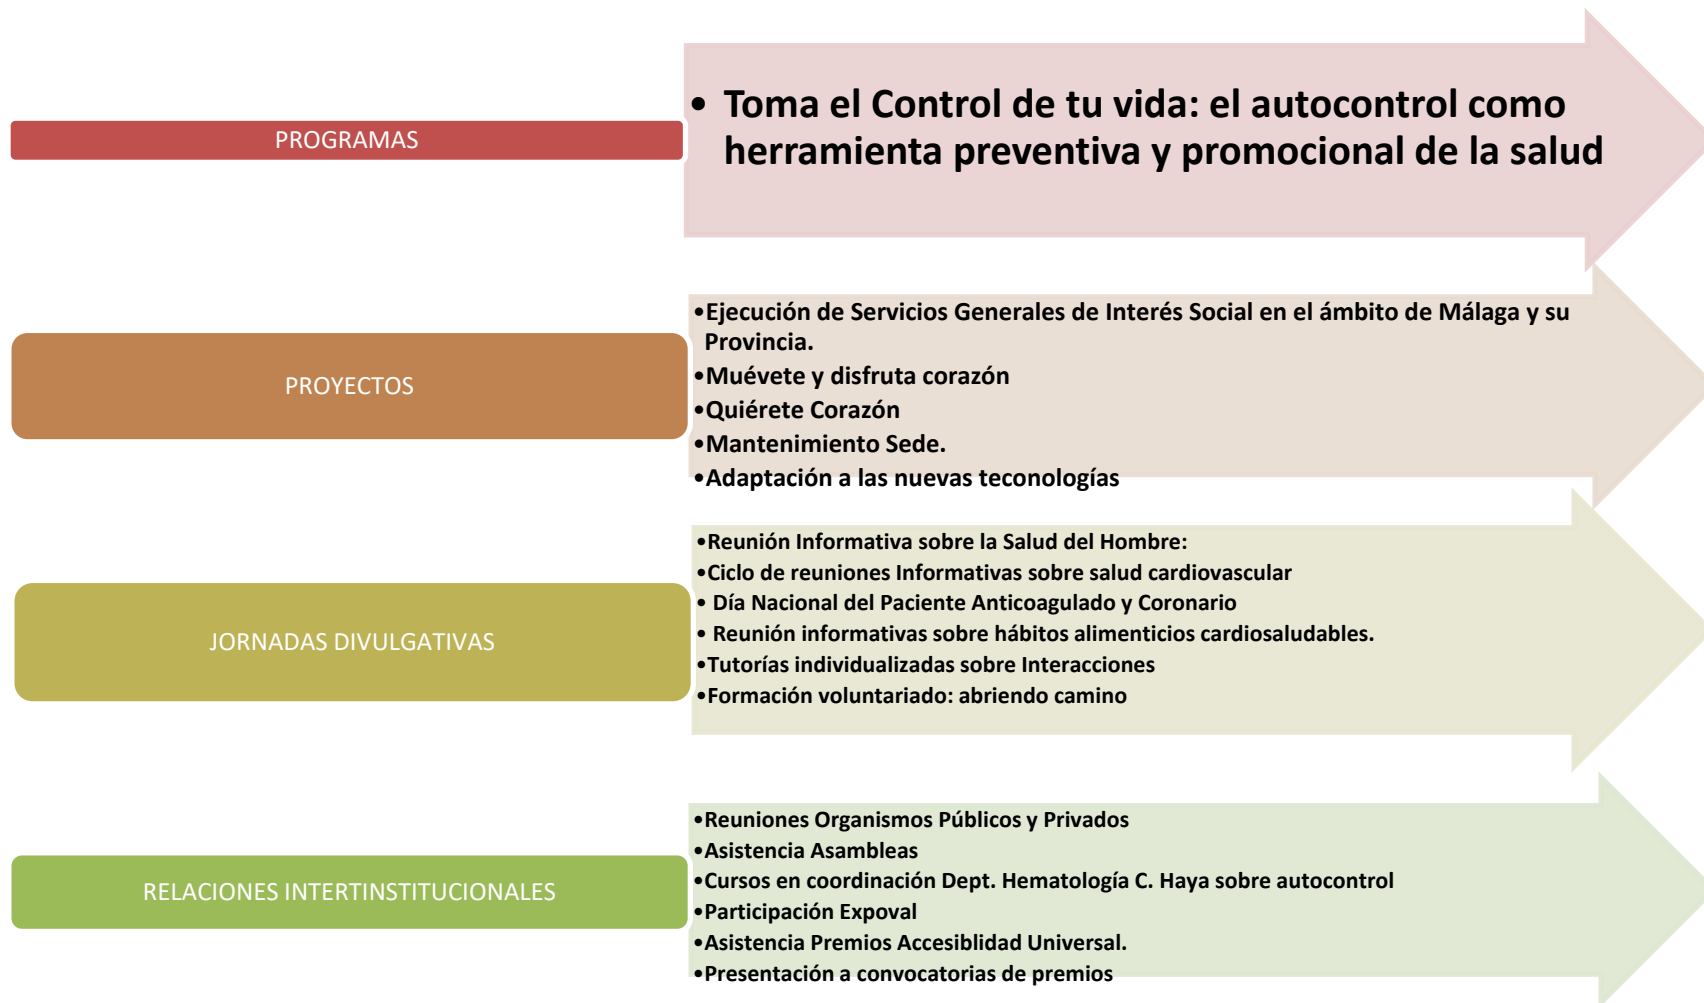 PROGRAMAS
• Toma el Control de tu vida: el autocontrol como
herramienta preventiva y promocional de la salud
PROYECTOS
•Ejecución de Servicios Generales de Interés Social en el ámbito de Málaga y su
Provincia.
•Muévete y disfruta corazón
•Quiérete Corazón
•Mantenimiento Sede.
•Adaptación a las nuevas teconologías
JORNADAS DIVULGATIVAS
•Reunión Informativa sobre la Salud del Hombre:
•Ciclo de reuniones Informativas sobre salud cardiovascular
• Día Nacional del Paciente Anticoagulado y Coronario
• Reunión informativas sobre hábitos alimenticios cardiosaludables.
•Tutorías individualizadas sobre Interacciones
•Formación voluntariado: abriendo camino
RELACIONES INTERTINSTITUCIONALES
•Reuniones Organismos Públicos y Privados
•Asistencia Asambleas
•Cursos en coordinación Dept. Hematología C. Haya sobre autocontrol
•Participación Expoval
•Asistencia Premios Accesiblidad Universal.
•Presentación a convocatorias de premios